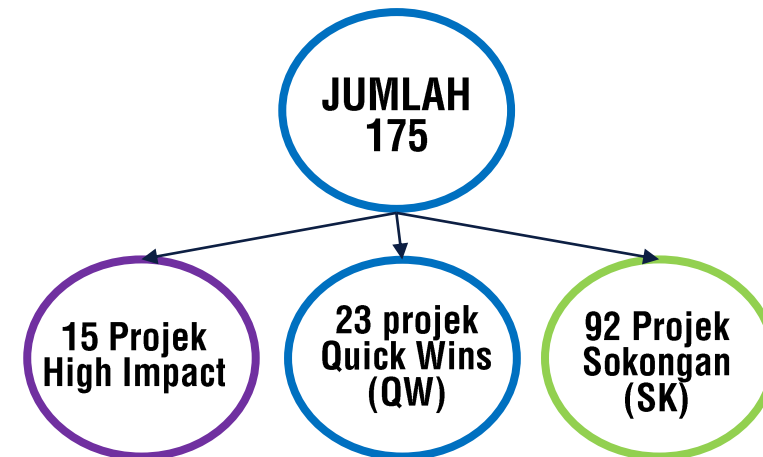 JUMLAH
175
15 Projek
High Impact
23 projek
Quick Wins
(QW)
92 Projek
Sokongan
(SK)